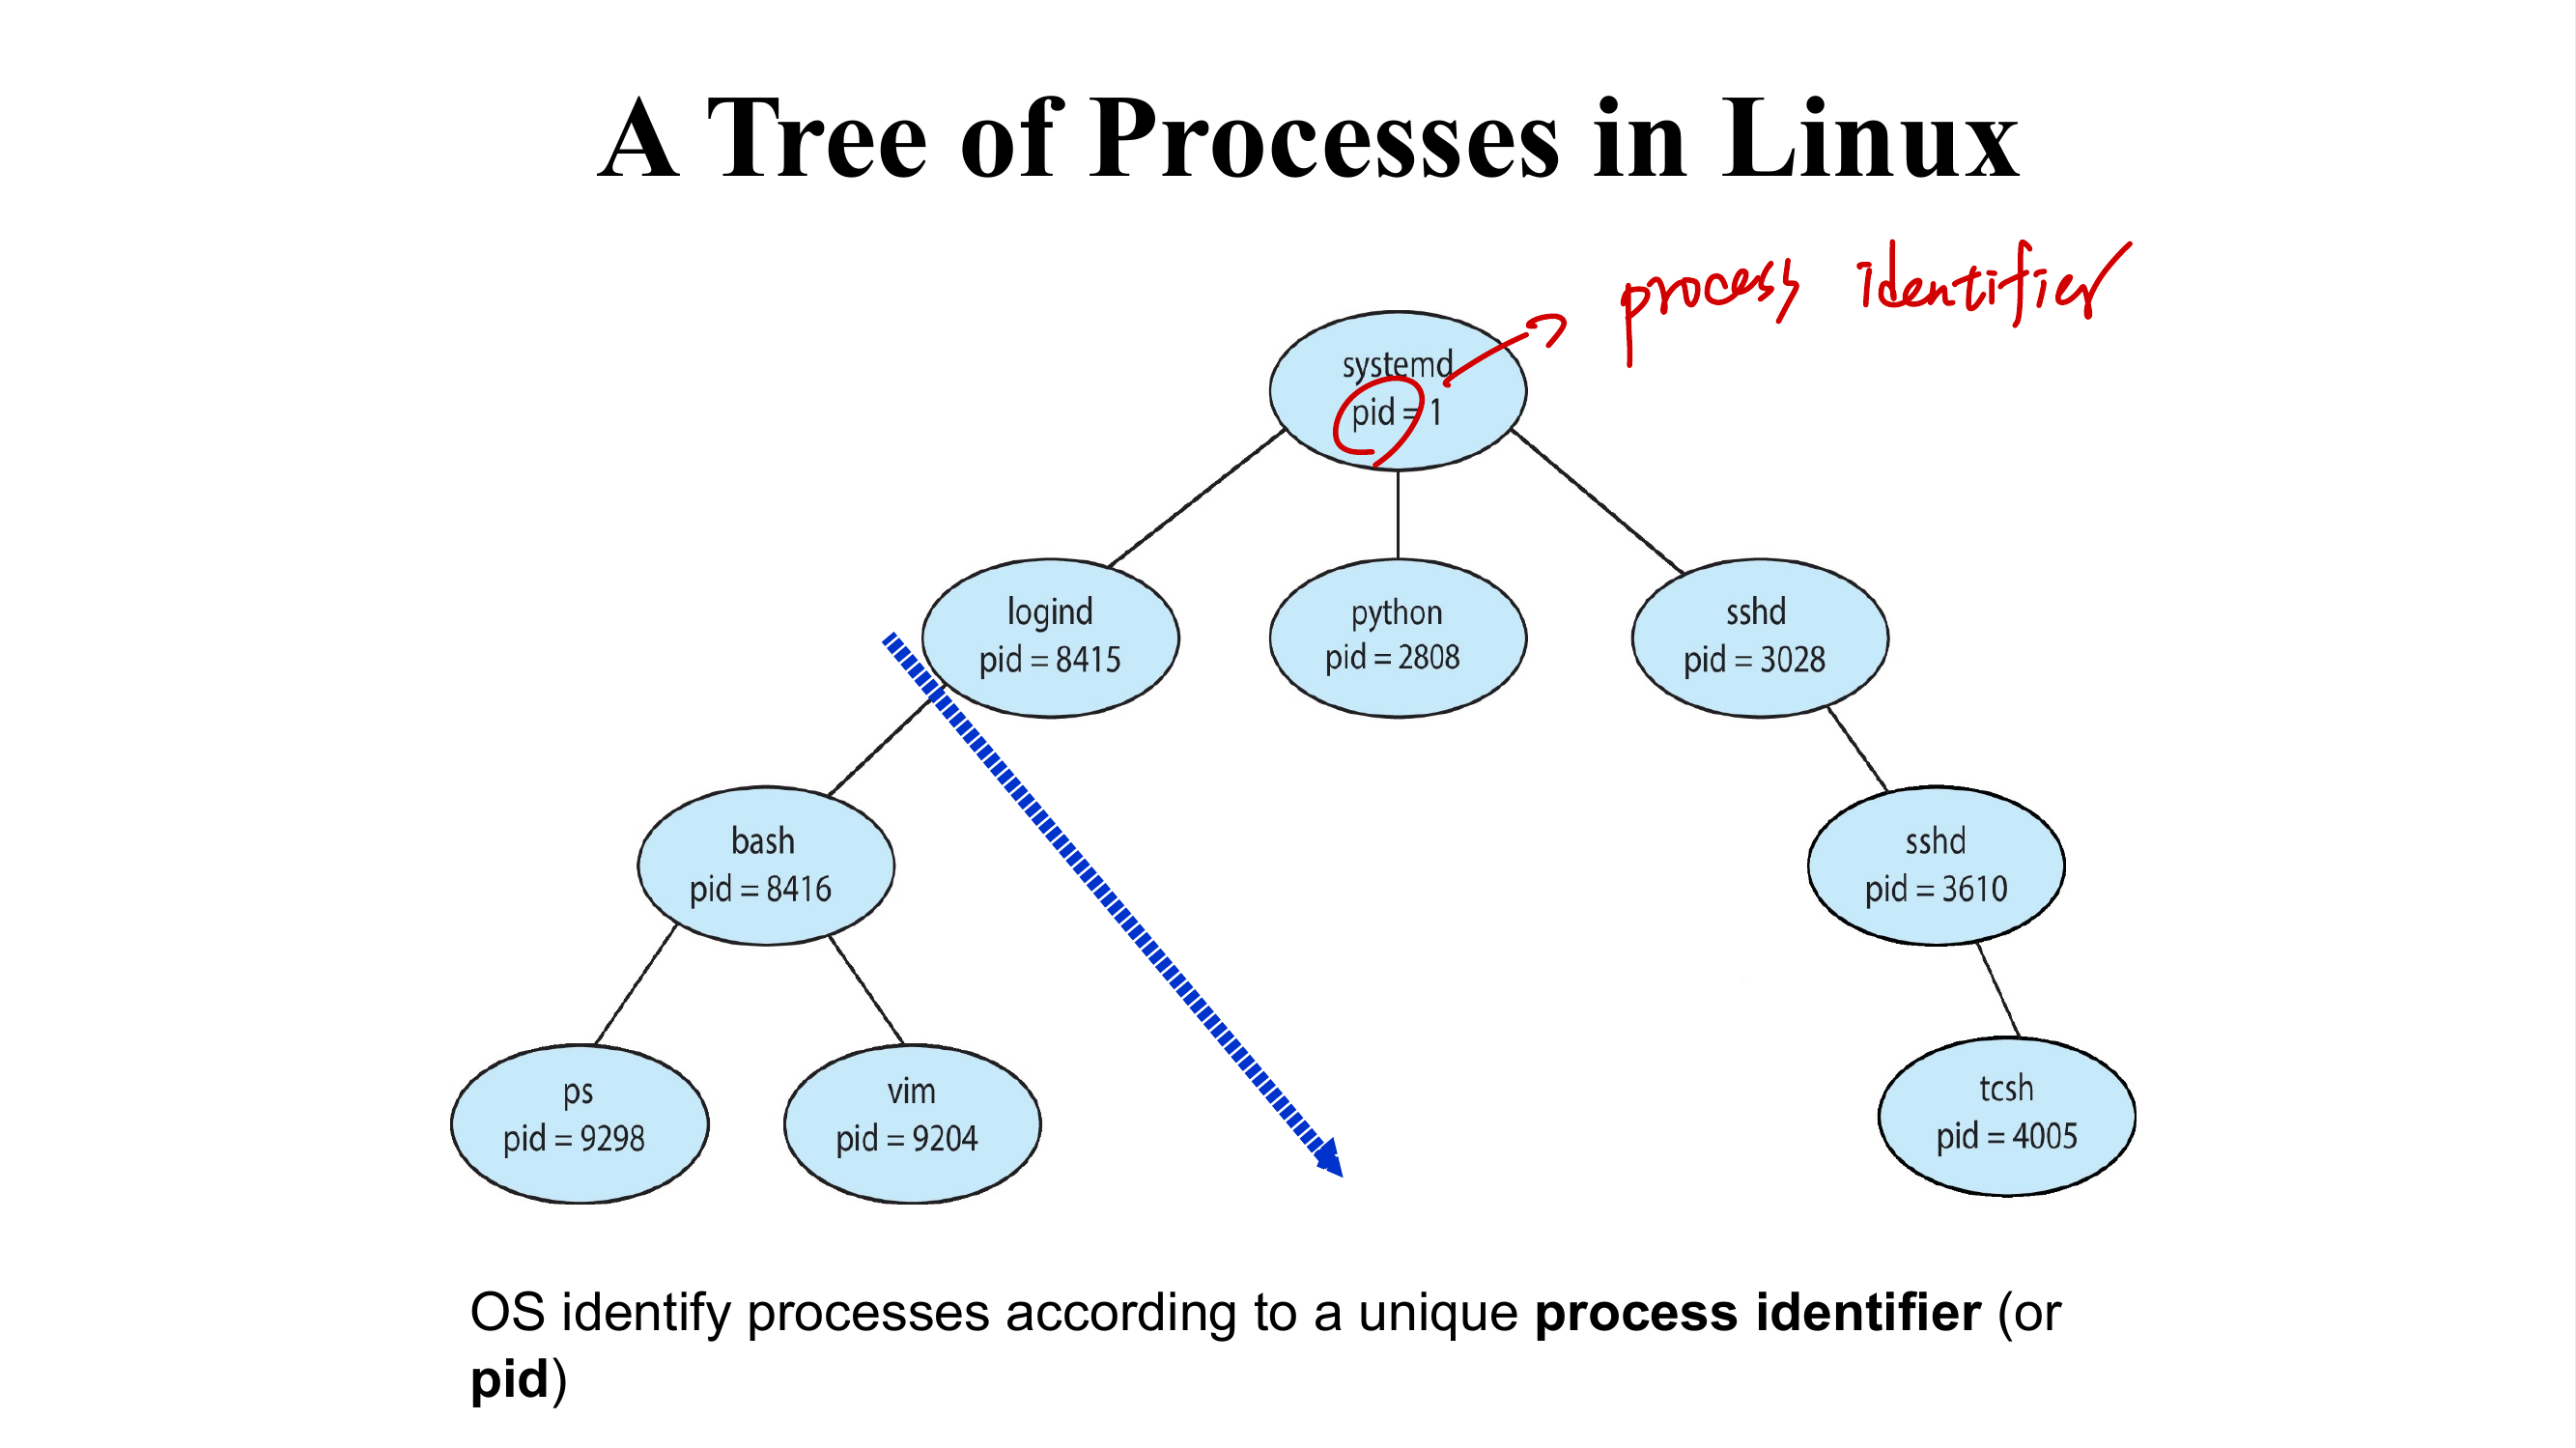 A Tree of Processes in Linux
process identifier
systemd
pid = 1
logind
pid = 8415
python
pid = 2808
sshd
pid = 3028
bash
pid = 8416
sshd
pid = 3610
ps
pid = 9298
vim
pid = 9204
tcsh
pid = 4005
OS identify processes according to a unique process identifier (or
pid)